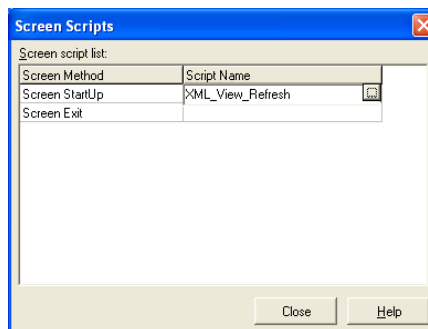 Screen Scripts
Screen script list:
Screen Method Script Name
Screen StartUp XML_View_Refresh
Screen Exit
Close Help